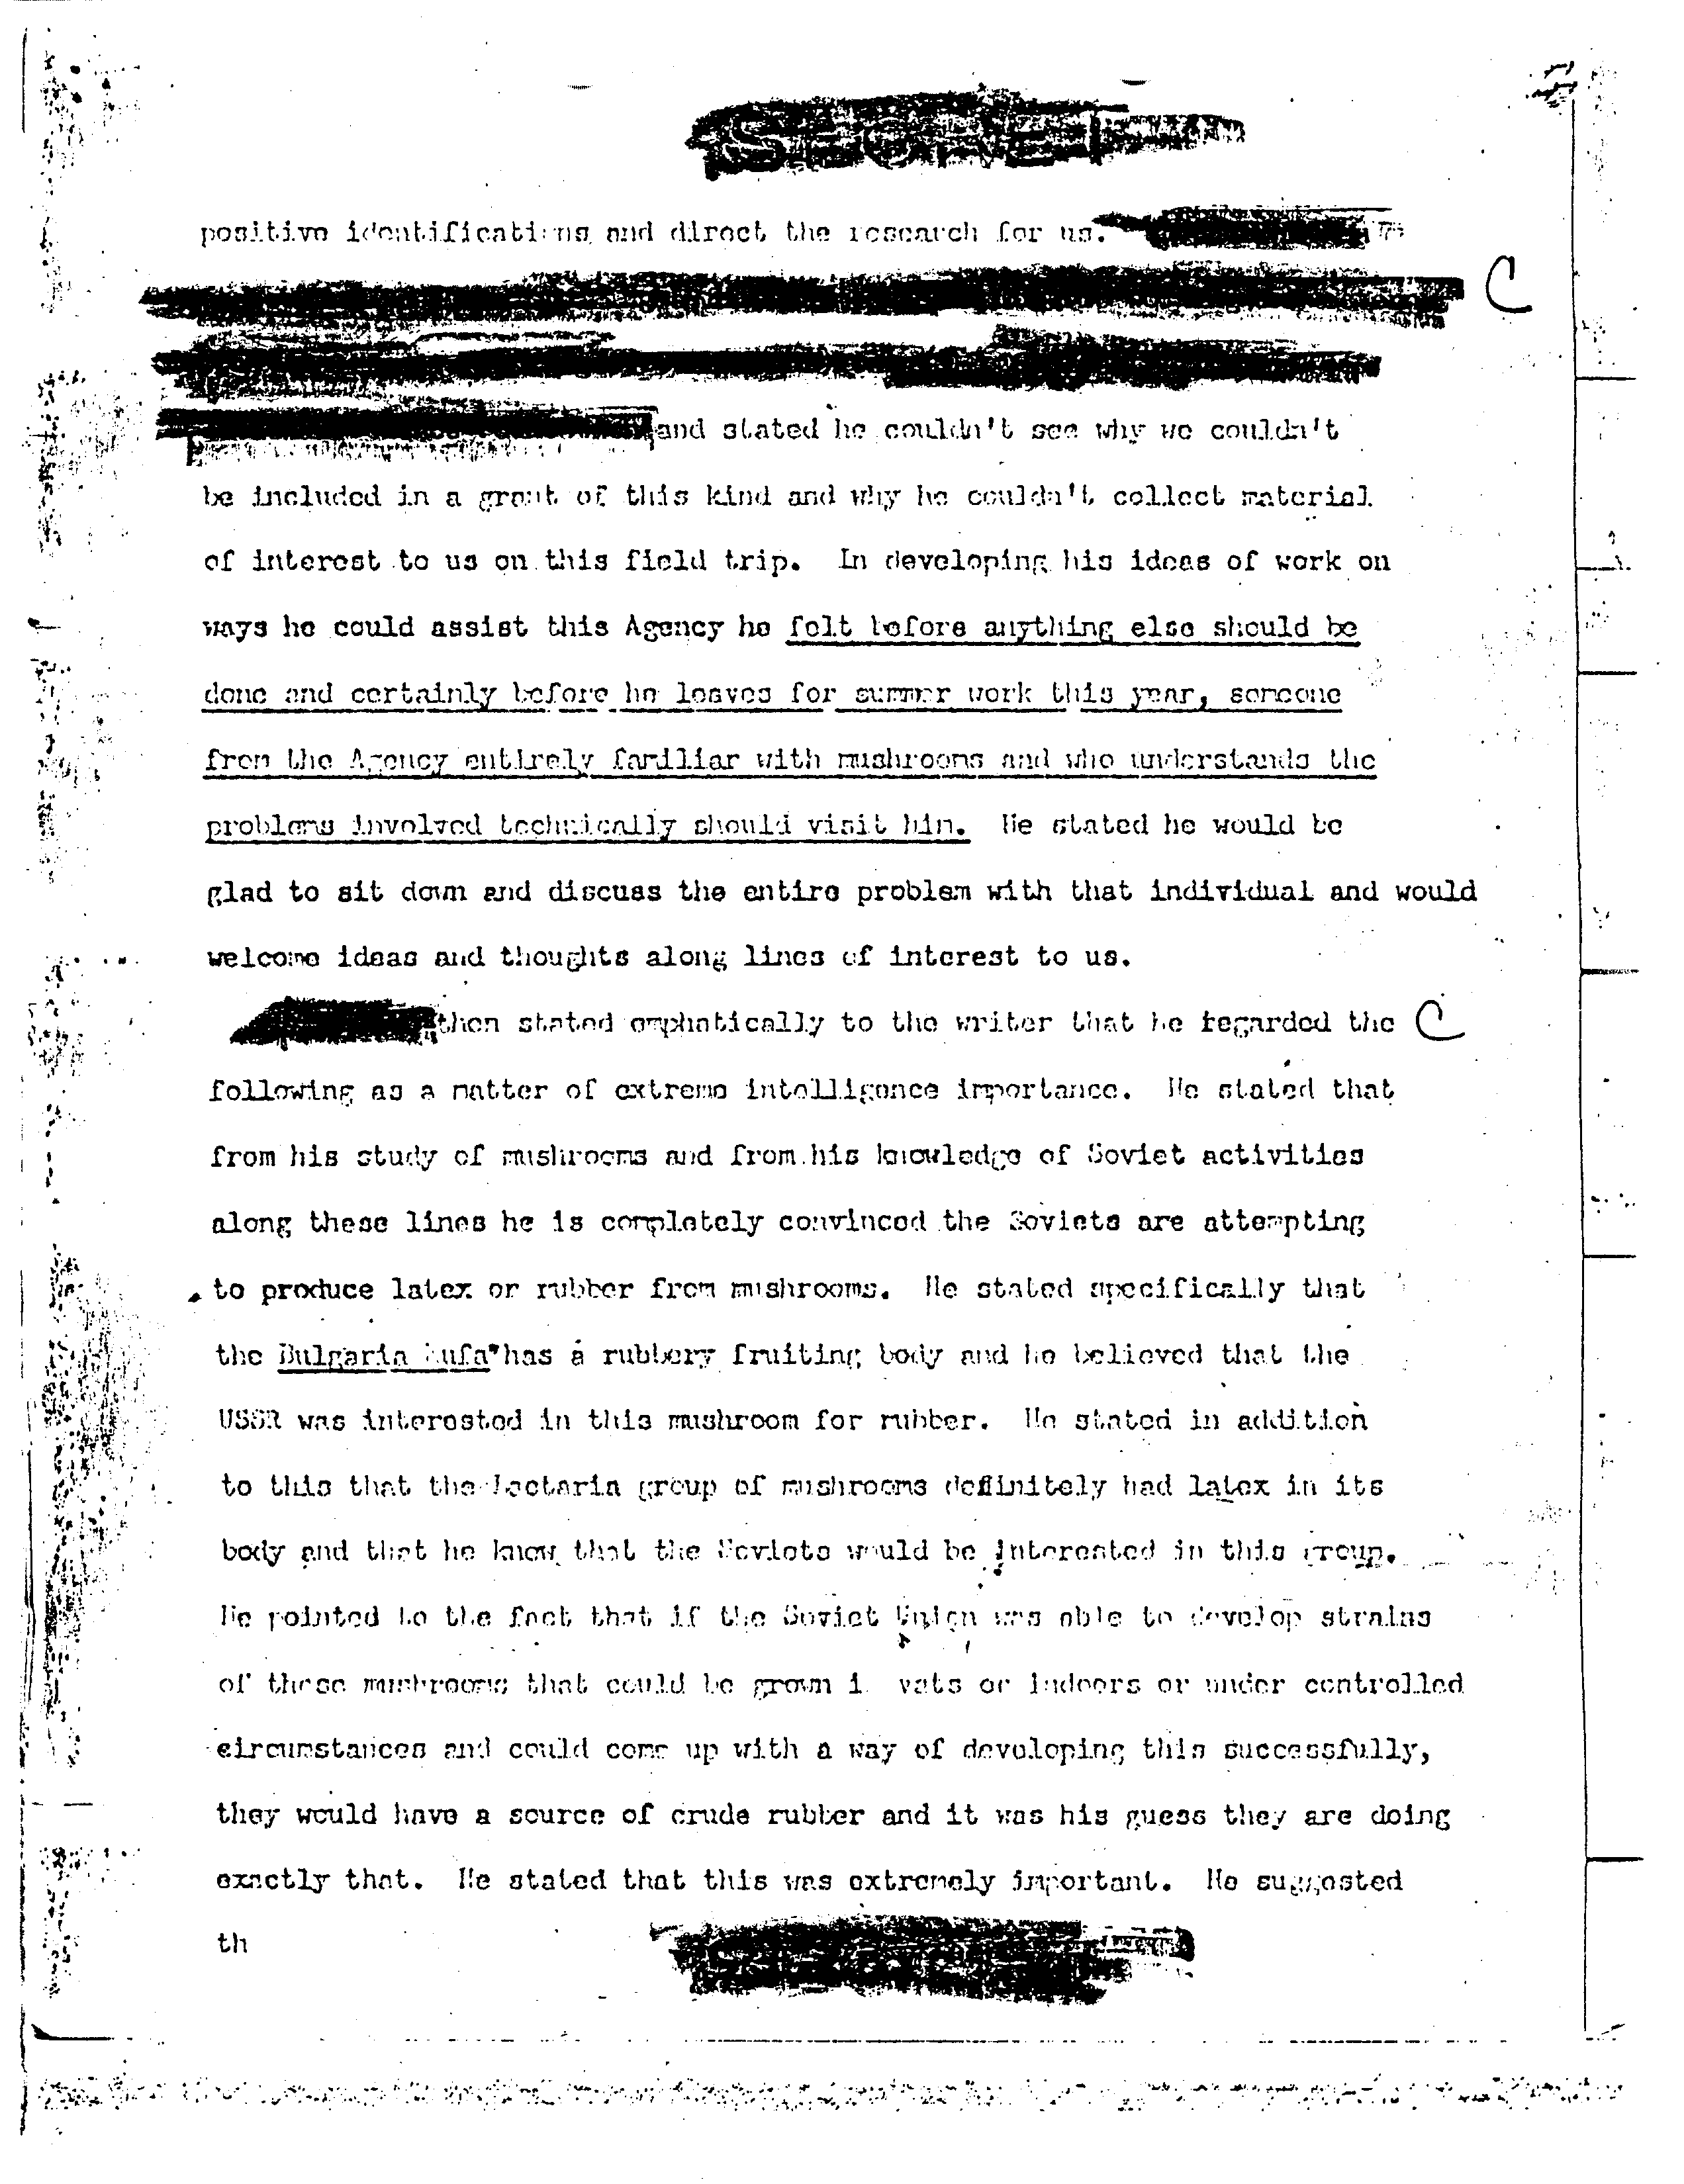 SECRET
positive identifications and direct the research for us.
C
and stated he couldn't see why we couldn't
be included in a grant of this kind and why he couldn't collect material
of interest to us on this field trip. In developing his ideas of work on
ways he could assist this Agency he felt before anything else should be
done and certainly before he leaves for summer work this year, someone
from the Agency entirely familiar with mushrooms and who understands the
problems involved technically should visit him. He stated he would be
glad to sit down and discuss the entire problem with that individual and would
welcome ideas and thoughts along lines of interest to us.
then stated emphatically to the writer that he regarded the C
following as a matter of extreme intelligence importance. He stated that
from his study of mushrooms and from his knowledge of Soviet activities
along these lines he is completely convinced the Soviets are attempting
to produce latex or rubber from mushrooms. He stated specifically that
the Bulgaria Rufa has a rubbery fruiting body and he believed that the
USSR was interested in this mushroom for rubber. He stated in addition
to this that the Lactaria group of mushrooms definitely had latex in its
body and that he knew that the Soviets would be interested in this group.
He pointed to the fact that if the Soviet Union was able to develop strains
of these mushrooms that could be grown i vats or indoors or under controlled
circumstances and could come up with a way of developing this successfully,
they would have a source of crude rubber and it was his guess they are doing
exactly that. He stated that this was extremely important. He suggested
th